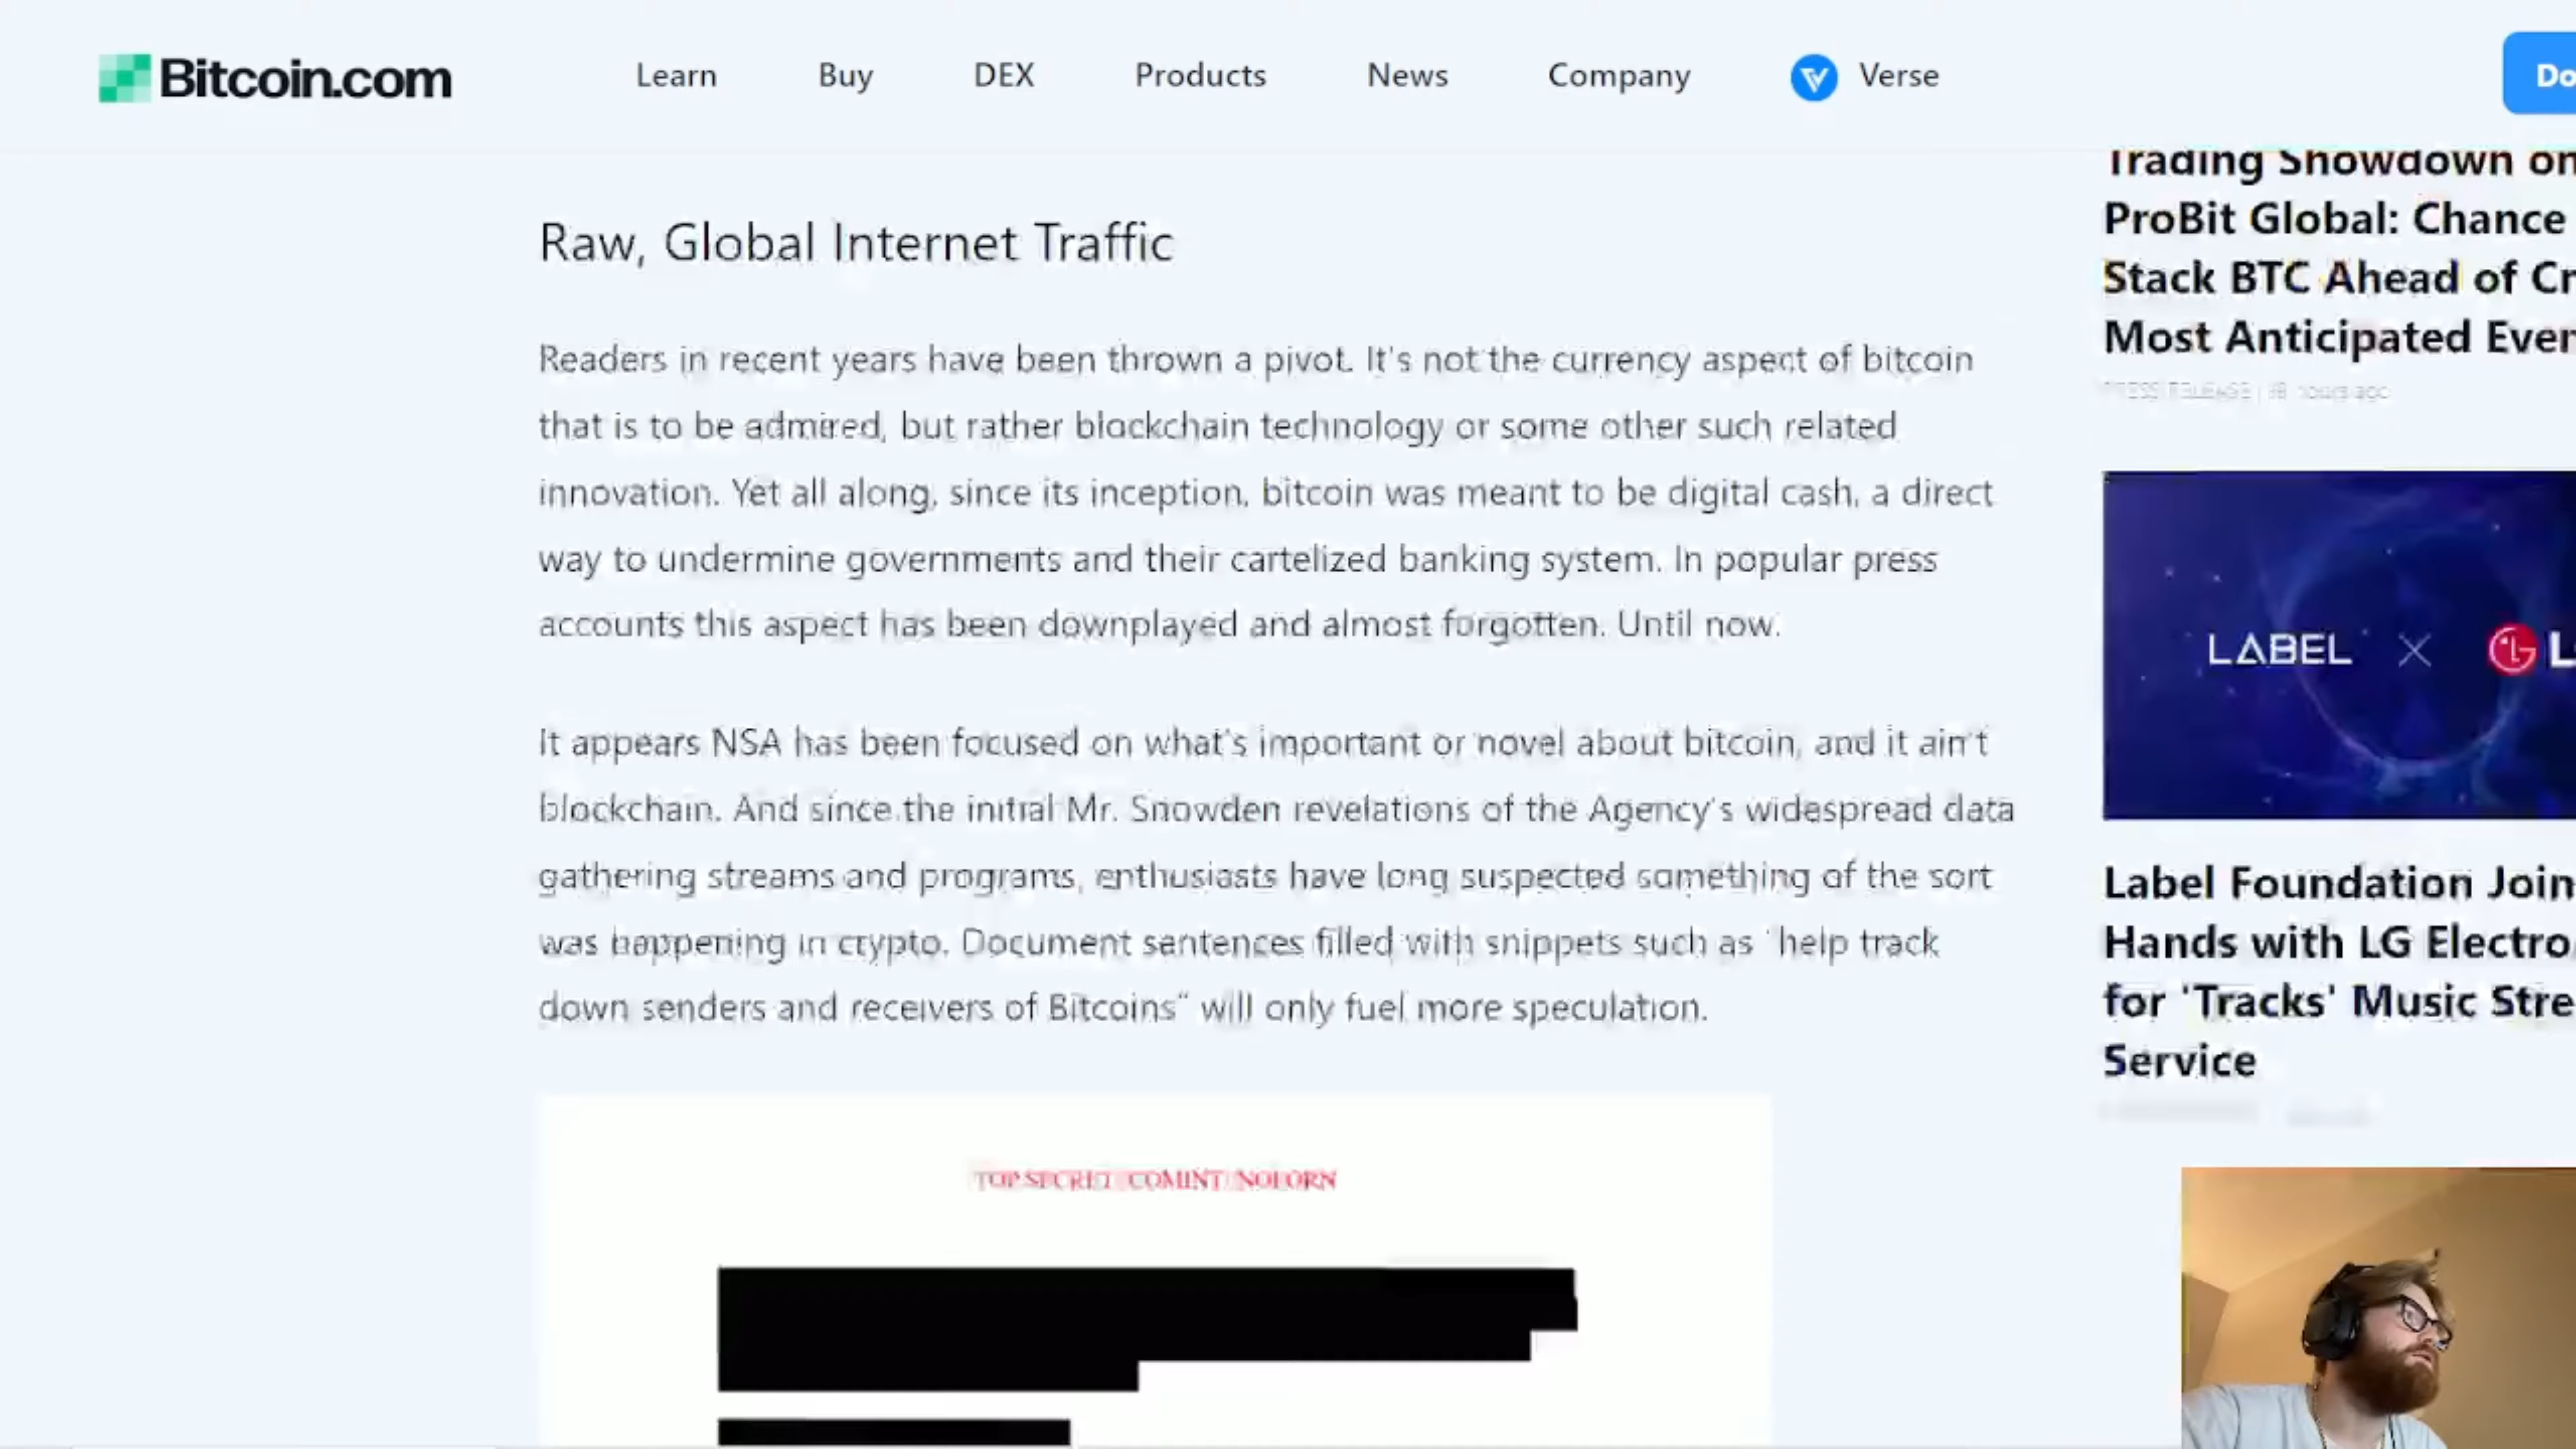 Bitcoin.com
Learn
Buy
DEX
Products
News
Company
Verse
Do
Raw, Global Internet Traffic
Readers in recent years have been thrown a pivot. It's not the currency aspect of bitcoin
that is to be admired, but rather blockchain technology or some other such related
innovation. Yet all along, since its inception, bitcoin was meant to be digital cash, a direct
way to undermine governments and their cartelized banking system. In popular press
accounts this aspect has been downplayed and almost forgotten. Until now.
It appears NSA has been focused on what's important or novel about bitcoin, and it ain't
blockchain. And since the initial Mr. Snowden revelations of the Agency's widespread data
gathering streams and programs, enthusiasts have long suspected something of the sort
was happening in crypto. Document sentences filled with snippets such as "help track
down senders and receivers of Bitcoins" will only fuel more speculation.
TOP SECRET//COMINT//NOFORN
Trading Showdown on
ProBit Global: Chance
Stack BTC Ahead of Cr
Most Anticipated Even
PRESS RELEASE | hours ago
LABEL X LG L
Label Foundation Join
Hands with LG Electro
for 'Tracks' Music Stre
Service